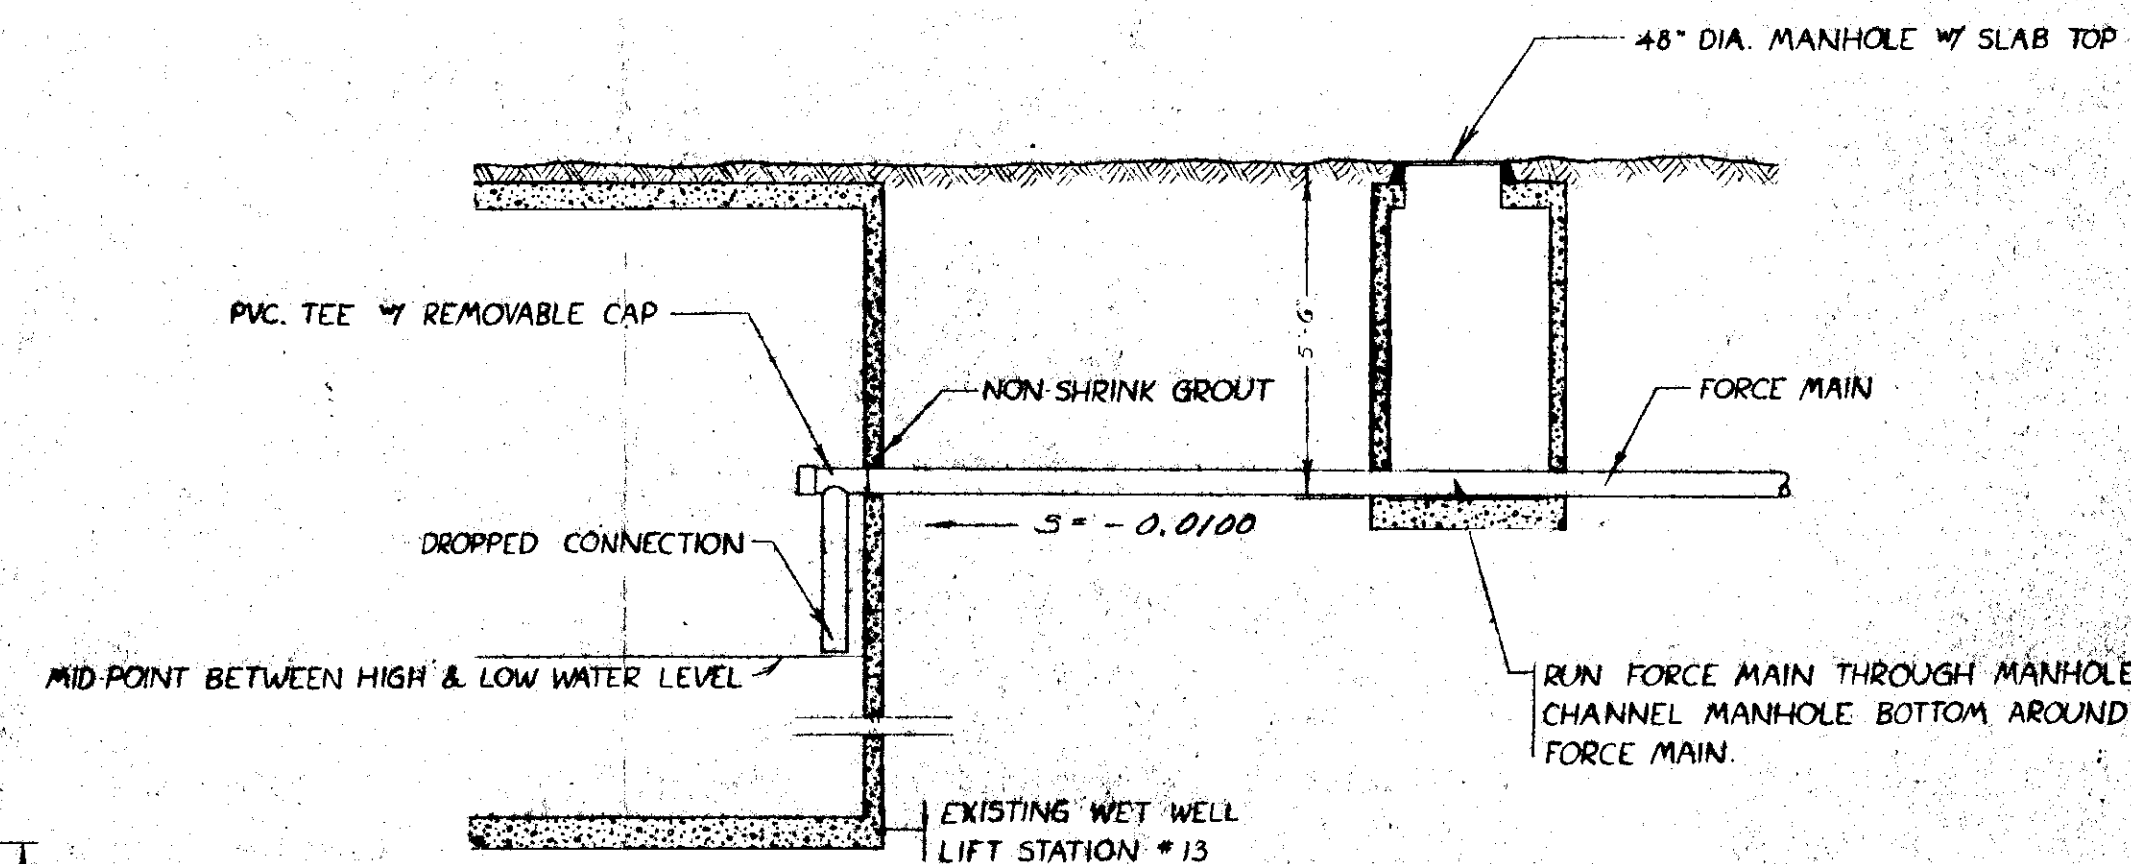 48" DIA. MANHOLE W/ SLAB TOP
PVC. TEE W/ REMOVABLE CAP
5'-6
NON-SHRINK GROUT
FORCE MAIN
S = - 0.0100
DROPPED CONNECTION
MID-POINT BETWEEN HIGH & LOW WATER LEVEL
RUN FORCE MAIN THROUGH MANHOLE
CHANNEL MANHOLE BOTTOM AROUND
FORCE MAIN.
EXISTING WET WELL
LIFT STATION #13